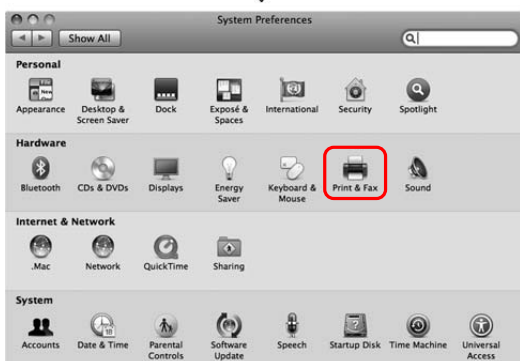 System Preferences
Show All
Personal
Appearance
Desktop & Screen Saver
Dock
Exposé & Spaces
International
Security
Spotlight
Hardware
Bluetooth
CDs & DVDs
Displays
Energy Saver
Keyboard & Mouse
Print & Fax
Sound
Internet & Network
.Mac
Network
QuickTime
Sharing
System
Accounts
Date & Time
Parental Controls
Software Update
Speech
Startup Disk
Time Machine
Universal Access